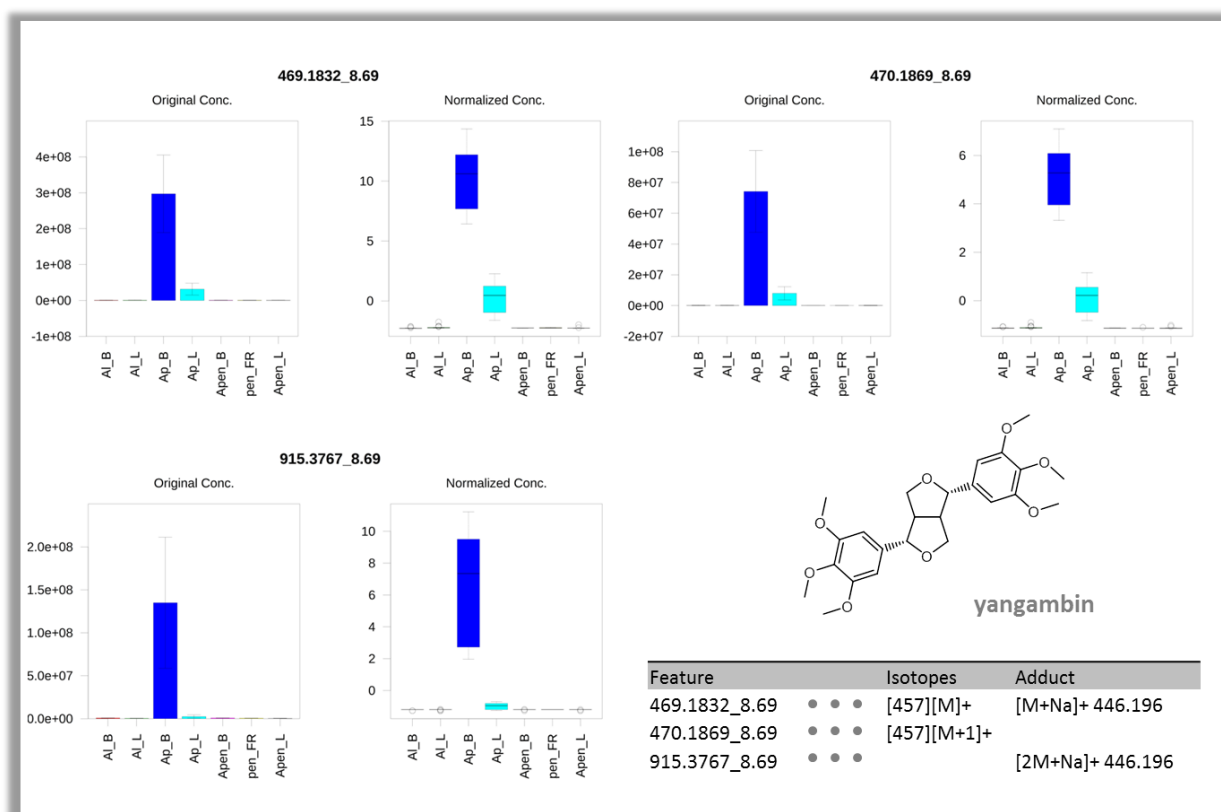 469.1832_8.69
Original Conc.
Normalized Conc.
4e+08
3e+08
2e+08
1e+08
0e+00
-1e+08
15
10
5
0
Al_B
Al_L
Ap_B
Ap_L
Apen_B
pen_FR
Apen_L
Al_B
Al_L
Ap_B
Ap_L
Apen_B
pen_FR
Apen_L
470.1869_8.69
Original Conc.
Normalized Conc.
1e+08
8e+07
6e+07
4e+07
2e+07
0e+00
-2e+07
6
4
2
0
Al_B
Al_L
Ap_B
Ap_L
Apen_B
pen_FR
Apen_L
Al_B
Al_L
Ap_B
Ap_L
Apen_B
pen_FR
Apen_L
915.3767_8.69
Original Conc.
Normalized Conc.
2.0e+08
1.5e+08
1.0e+08
5.0e+07
0.0e+00
10
8
6
4
2
0
Al_B
Al_L
Ap_B
Ap_L
Apen_B
pen_FR
Apen_L
Al_B
Al_L
Ap_B
Ap_L
Apen_B
pen_FR
Apen_L
O
O
O
O
O
O
O
O
yangambin
Feature Isotopes Adduct
469.1832_8.69 ● ● ● [457][M]+ [M+Na]+ 446.196
470.1869_8.69 ● ● ● [457][M+1]+
915.3767_8.69 ● ● ● [2M+Na]+ 446.196